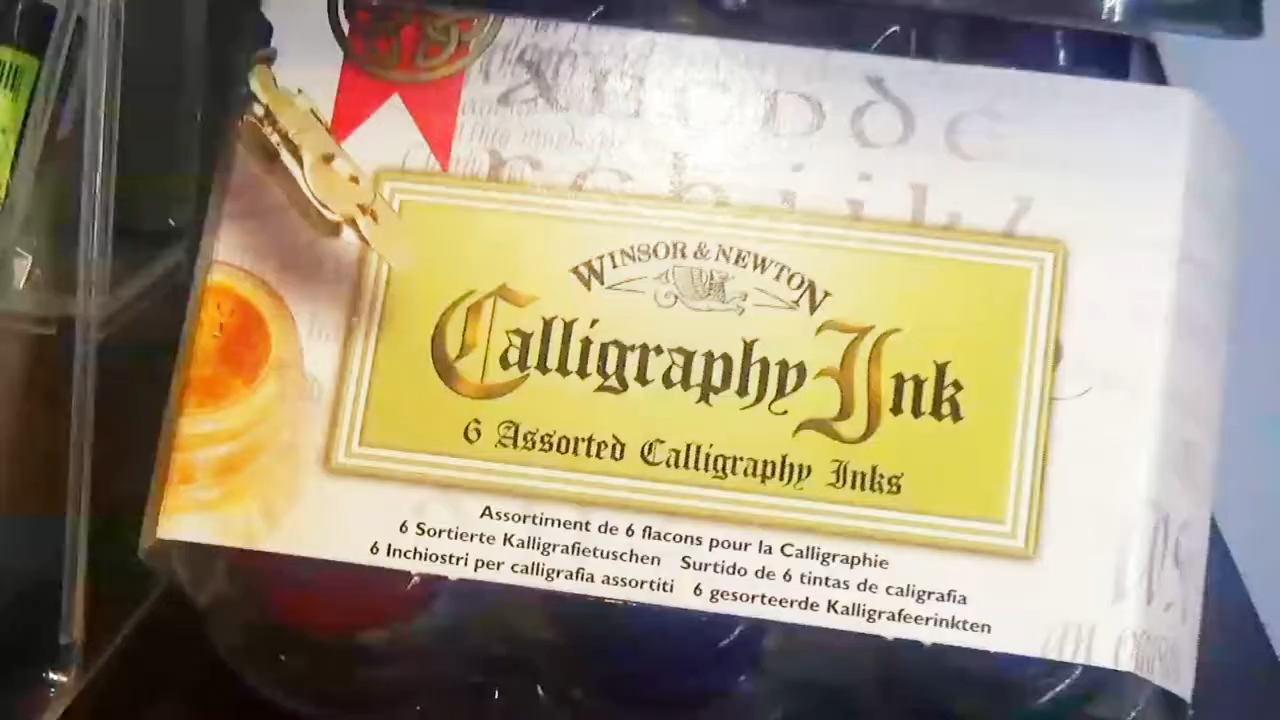 WINSOR & NEWTON
Calligraphy Ink
6 Assorted Calligraphy Inks
Assortiment de 6 flacons pour la Calligraphie
6 Sortierte Kalligrafietuschen Surtido de 6 tintas de caligrafia
6 Inchiostri per calligrafia assortiti 6 gesorteerde Kalligrafeerinkten